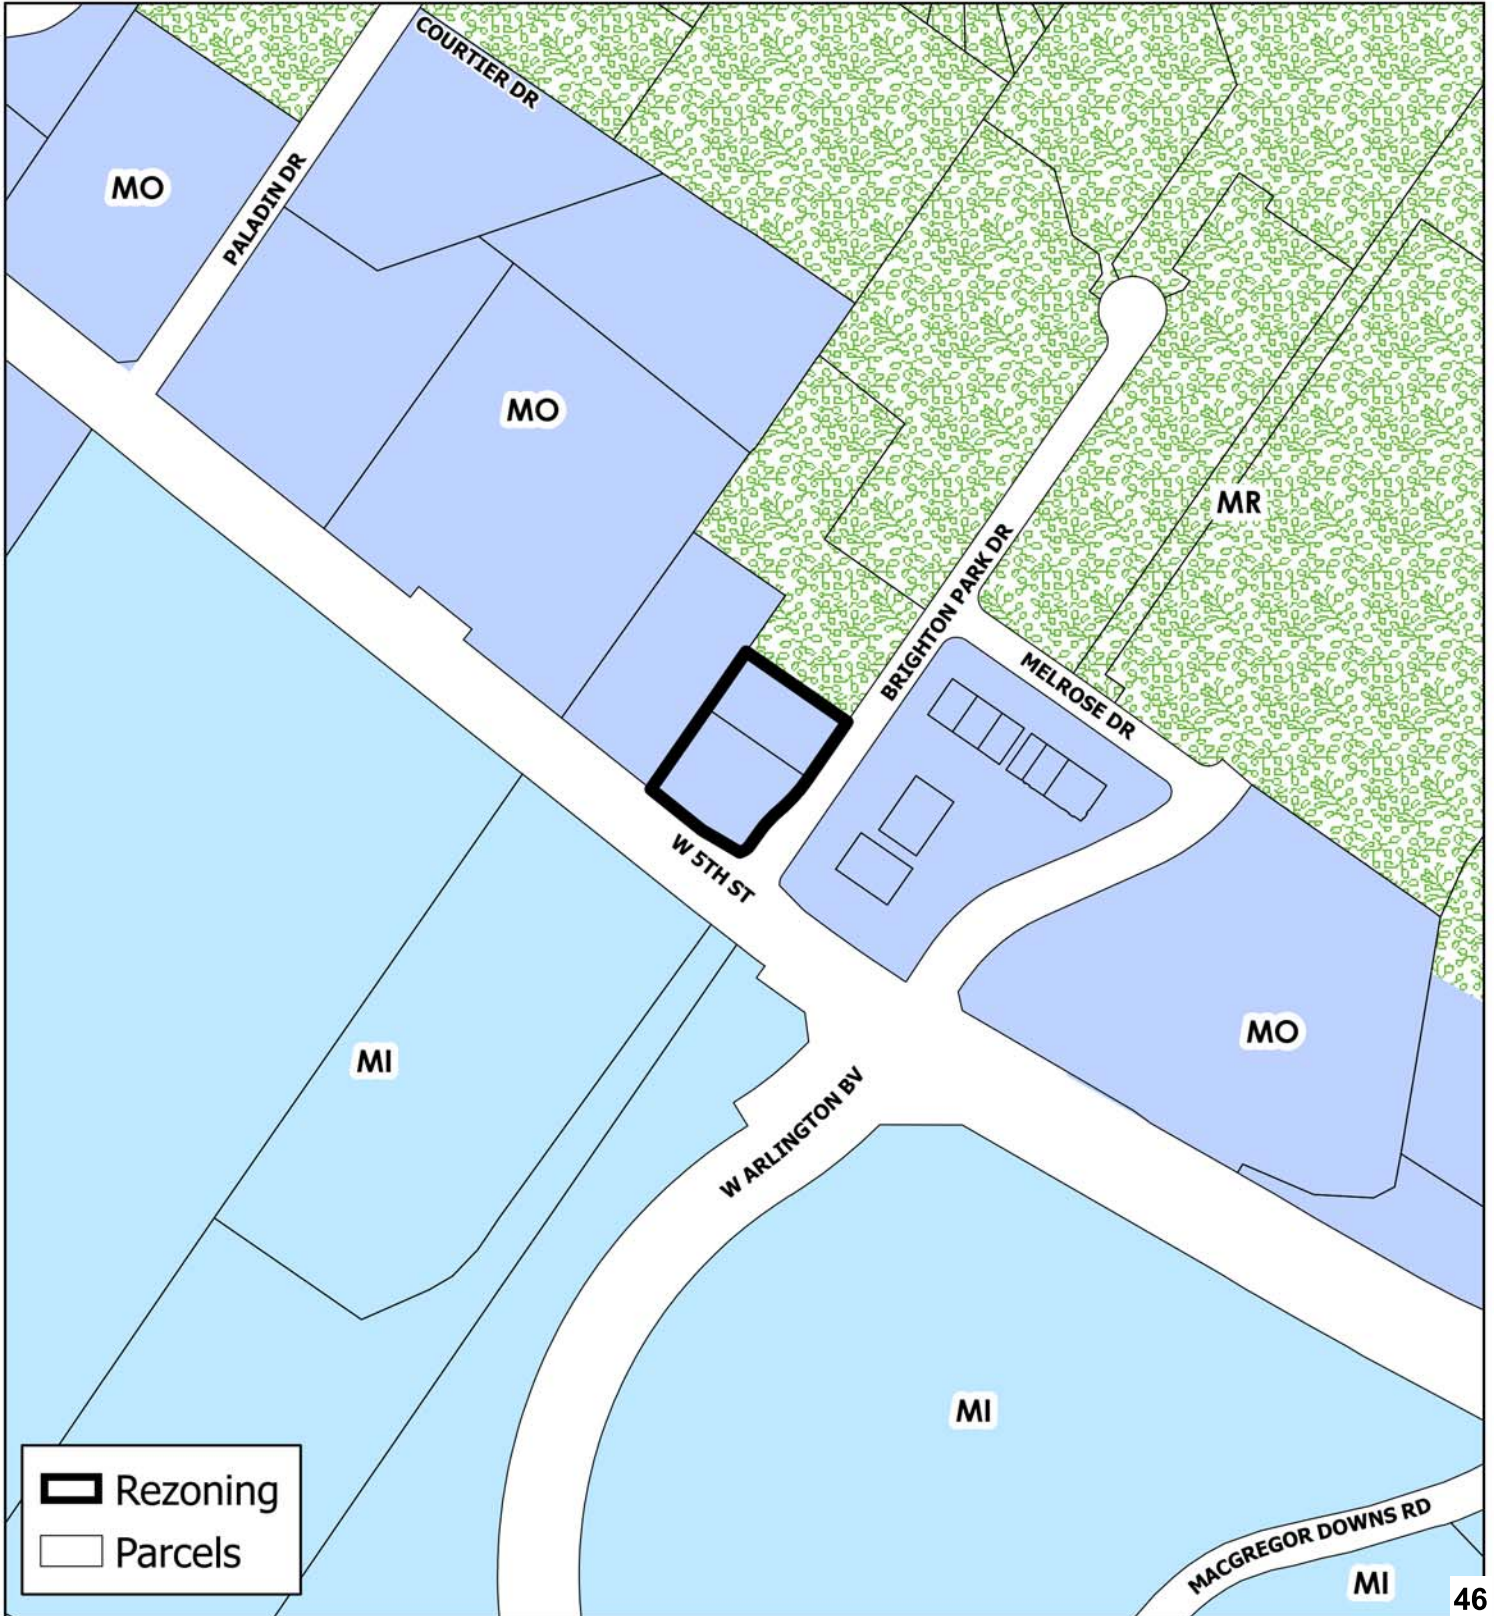 COURTIER DR
MO
PALADIN DR
MO
MR
BRIGHTON PARK DR
MELROSE DR
W 5TH ST
MO
MI
W ARLINGTON BV
MI
Rezoning
Parcels
MACGREGOR DOWNS RD
MI
46